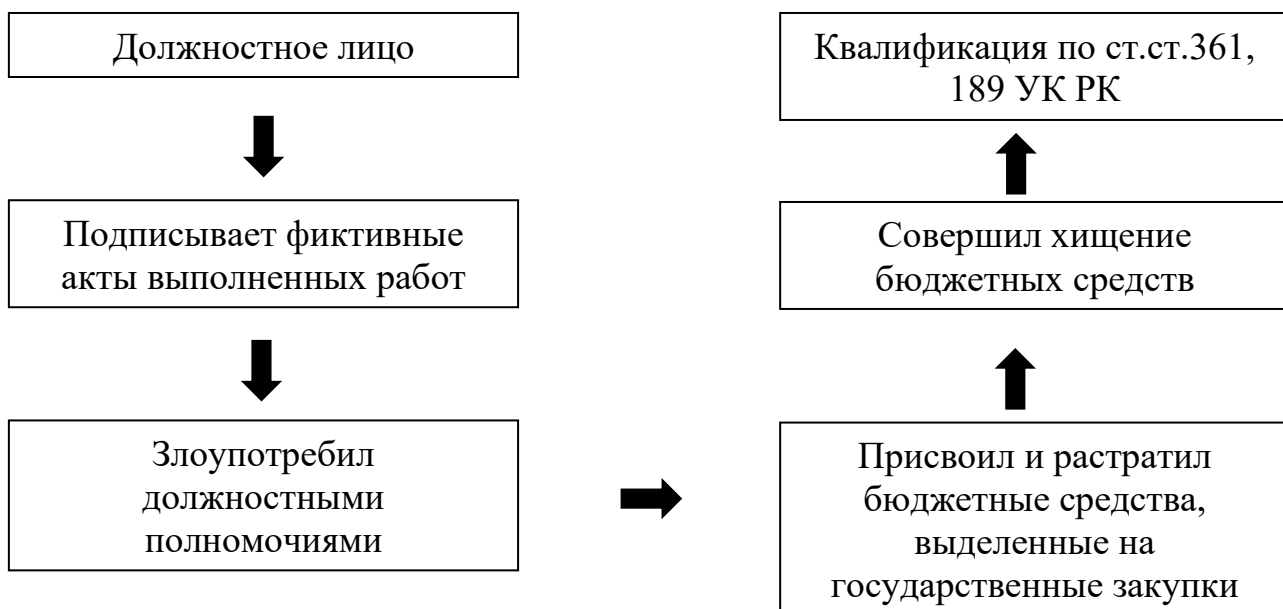 Должностное лицо
Подписывает фиктивные
акты выполненных работ
Злоупотребил
должностными
полномочиями
Присвоил и растратил
бюджетные средства,
выделенные на
государственные закупки
Совершил хищение
бюджетных средств
Квалификация по ст.ст.361,
189 УК РК